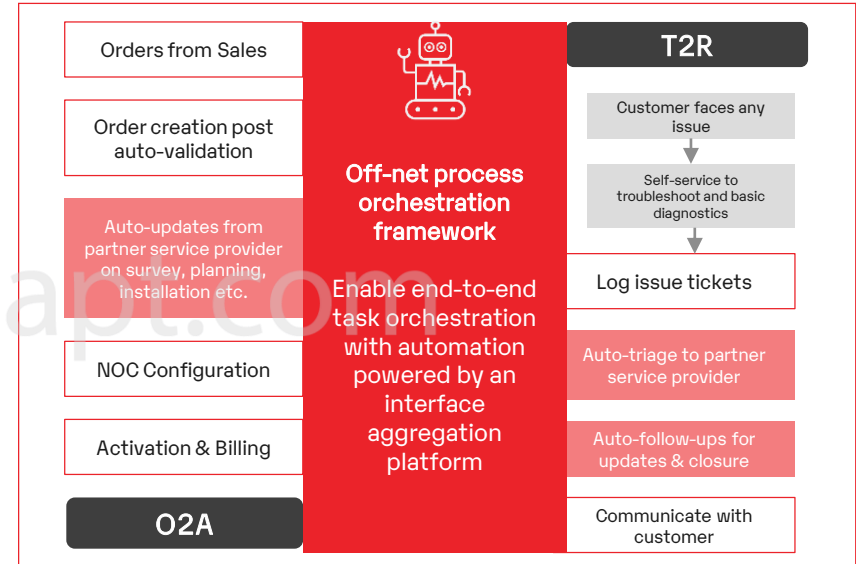 Orders from Sales
Order creation post
auto-validation
Auto-updates from
partner service provider
on survey, planning,
installation etc.
NOC Configuration
Activation & Billing
O2A
Off-net process
orchestration
framework
Enable end-to-end
task orchestration
with automation
powered by an
interface
aggregation
platform
T2R
Customer faces any
issue
Self-service to
troubleshoot and basic
diagnostics
Log issue tickets
Auto-triage to partner
service provider
Auto-follow-ups for
updates & closure
Communicate with
customer
apt.com